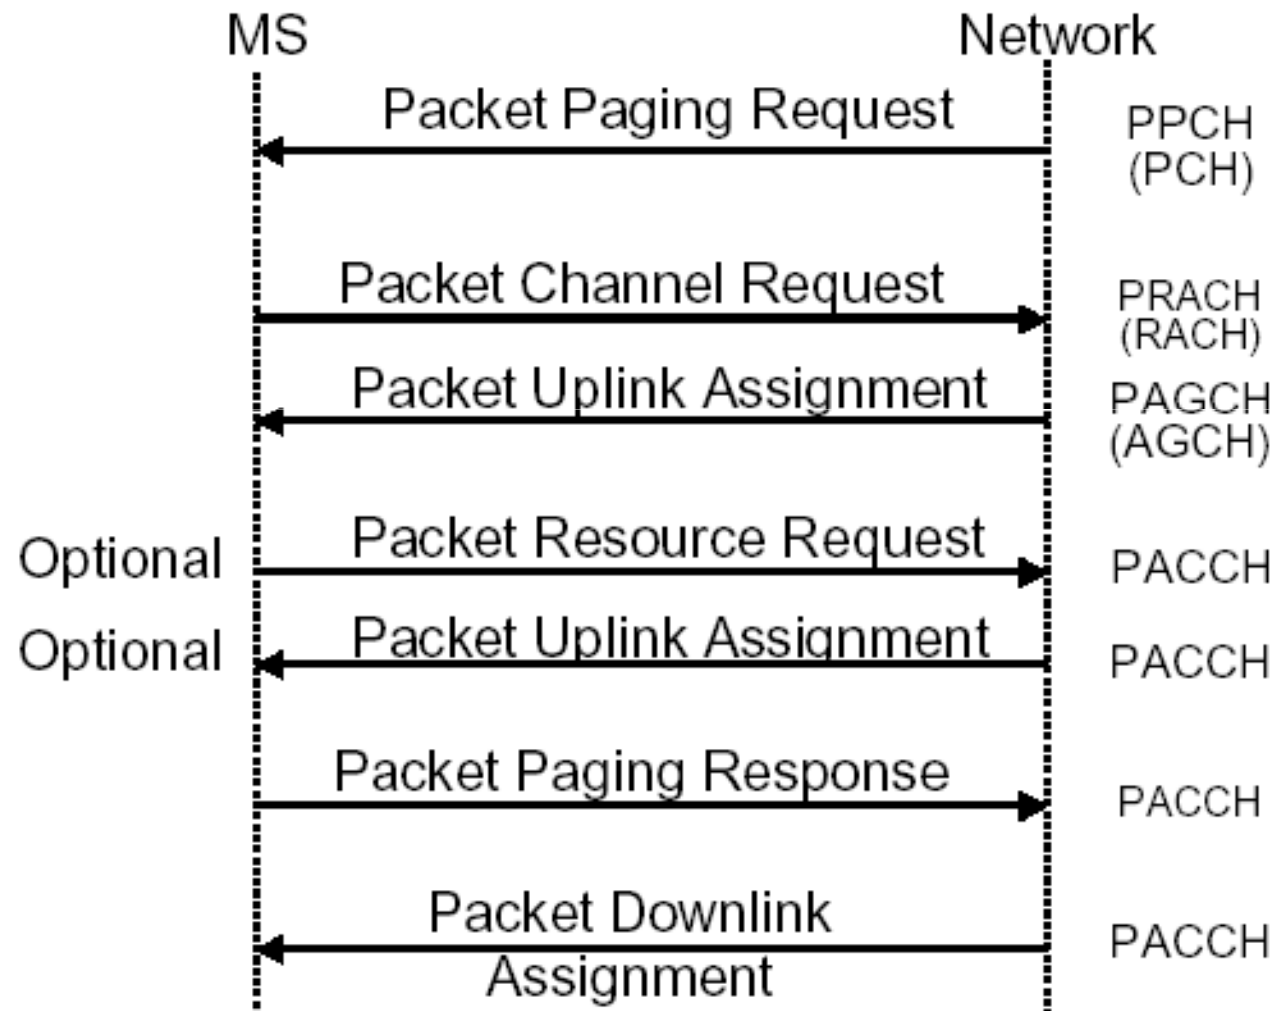 MS Network
Packet Paging Request PPCH
(PCH)
Packet Channel Request PRACH
(RACH)
Packet Uplink Assignment PAGCH
(AGCH)
Optional Packet Resource Request PACCH
Optional Packet Uplink Assignment PACCH
Packet Paging Response PACCH
Packet Downlink PACCH
Assignment